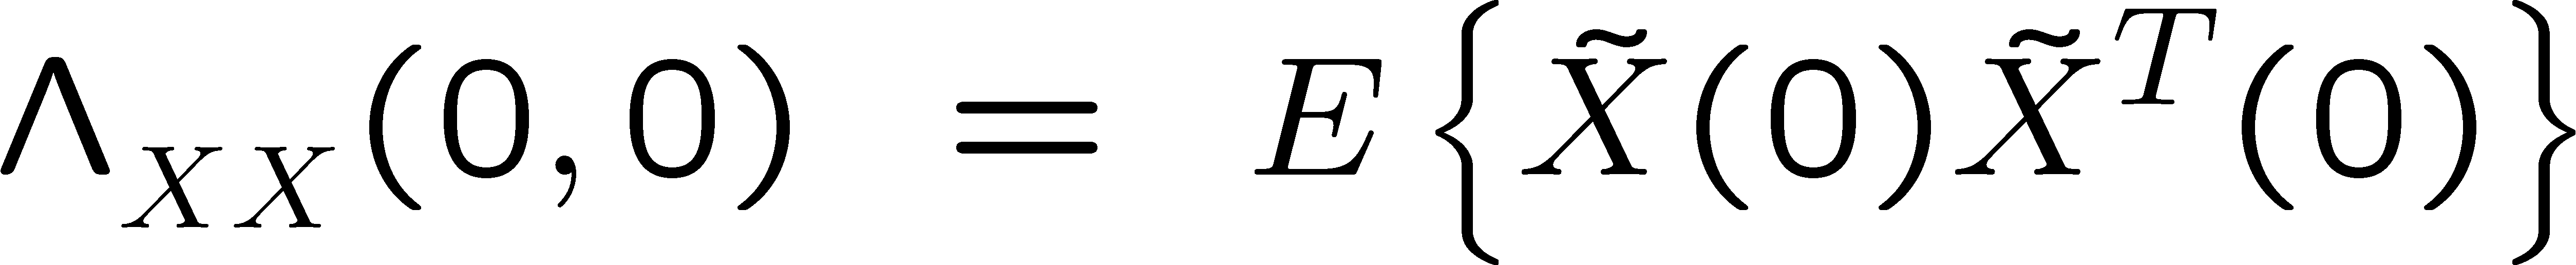 Λ_{XX}(0,0) = E{X̃(0)X̃^T(0)}